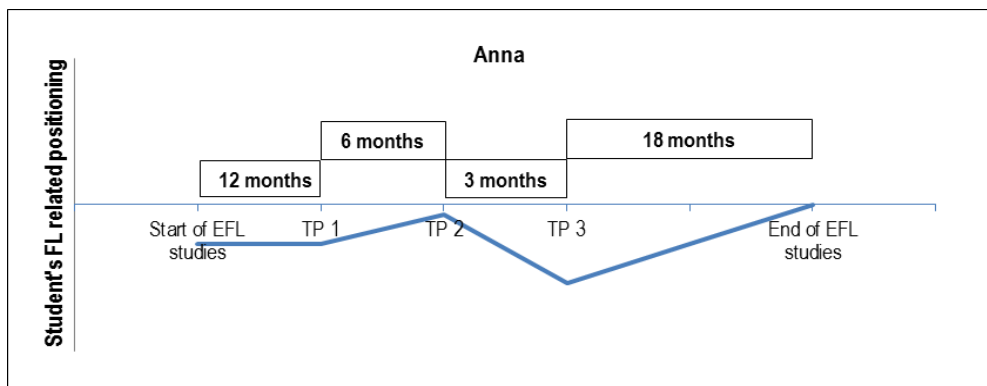 Anna
Student's FL related positioning
6 months
18 months
12 months
3 months
Start of EFL
studies
TP 1
TP 2
TP 3
End of EFL
studies